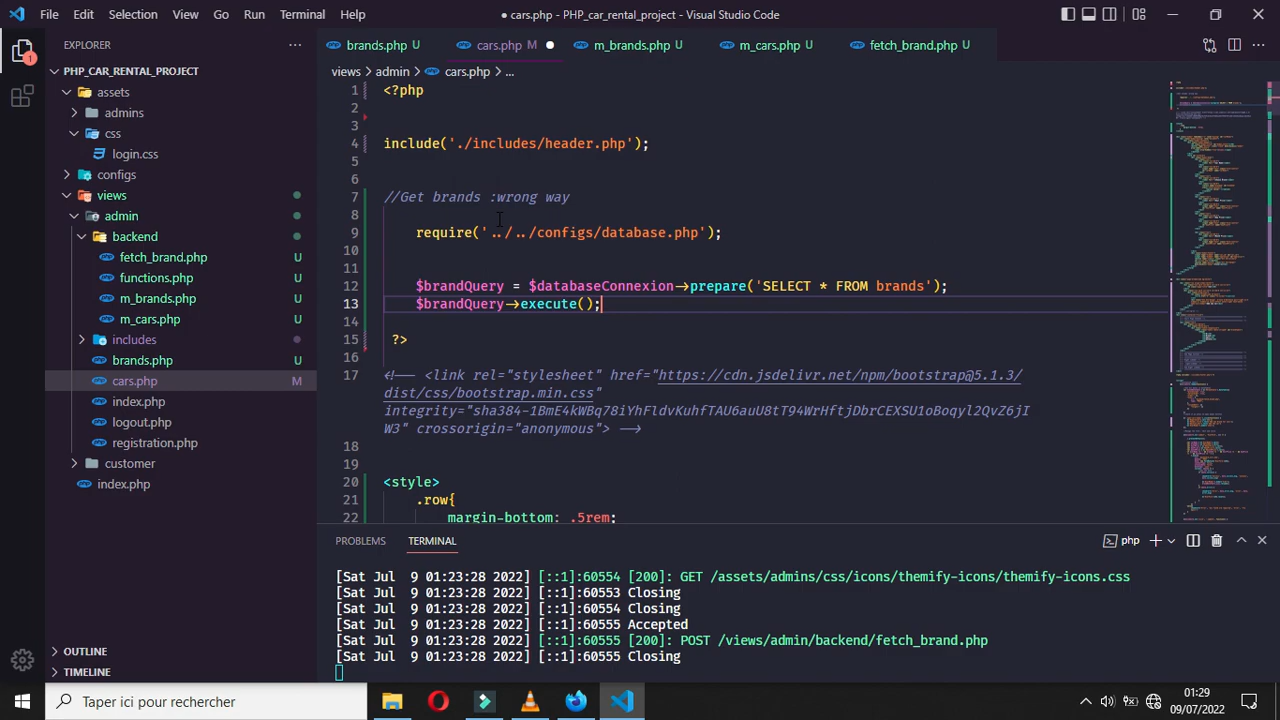 File Edit Selection View Go Run Terminal Help
● cars.php - PHP_car_rental_project - Visual Studio Code
EXPLORER
1
PHP_CAR_RENTAL_PROJECT
assets
admins
css
login.css
configs
views
admin
backend
fetch_brand.php U
functions.php U
m_brands.php U
m_cars.php U
includes
brands.php U
cars.php M
index.php
logout.php
registration.php
customer
index.php
OUTLINE
TIMELINE
brands.php U cars.php M ● m_brands.php U m_cars.php U fetch_brand.php U
views > admin > cars.php > ...
1 <?php
2
3
4 include('./includes/header.php');
5
6
7 //Get brands :wrong way
8
9 require('../../configs/database.php');
10
11
12 $brandQuery = $databaseConnexion->prepare('SELECT * FROM brands');
13 $brandQuery->execute();
14
15 ?>
16
17 <!-- <link rel="stylesheet" href="https://cdn.jsdelivr.net/npm/bootstrap@5.1.3/
dist/css/bootstrap.min.css"
crossorigin="anonymous"> -->
18
19
20 <style>
21 .row{
22 margin-bottom: .5rem;
PROBLEMS TERMINAL
php
[Sat Jul 9 01:23:28 2022] [::1]:60554 [200]: GET /assets/admins/css/icons/themify-icons/themify-icons.css
[Sat Jul 9 01:23:28 2022] [::1]:60553 Closing
[Sat Jul 9 01:23:28 2022] [::1]:60554 Closing
[Sat Jul 9 01:23:28 2022] [::1]:60555 Accepted
[Sat Jul 9 01:23:28 2022] [::1]:60555 [200]: POST /views/admin/backend/fetch_brand.php
[Sat Jul 9 01:23:28 2022] [::1]:60555 Closing
Taper ici pour rechercher
01:29
09/07/2022